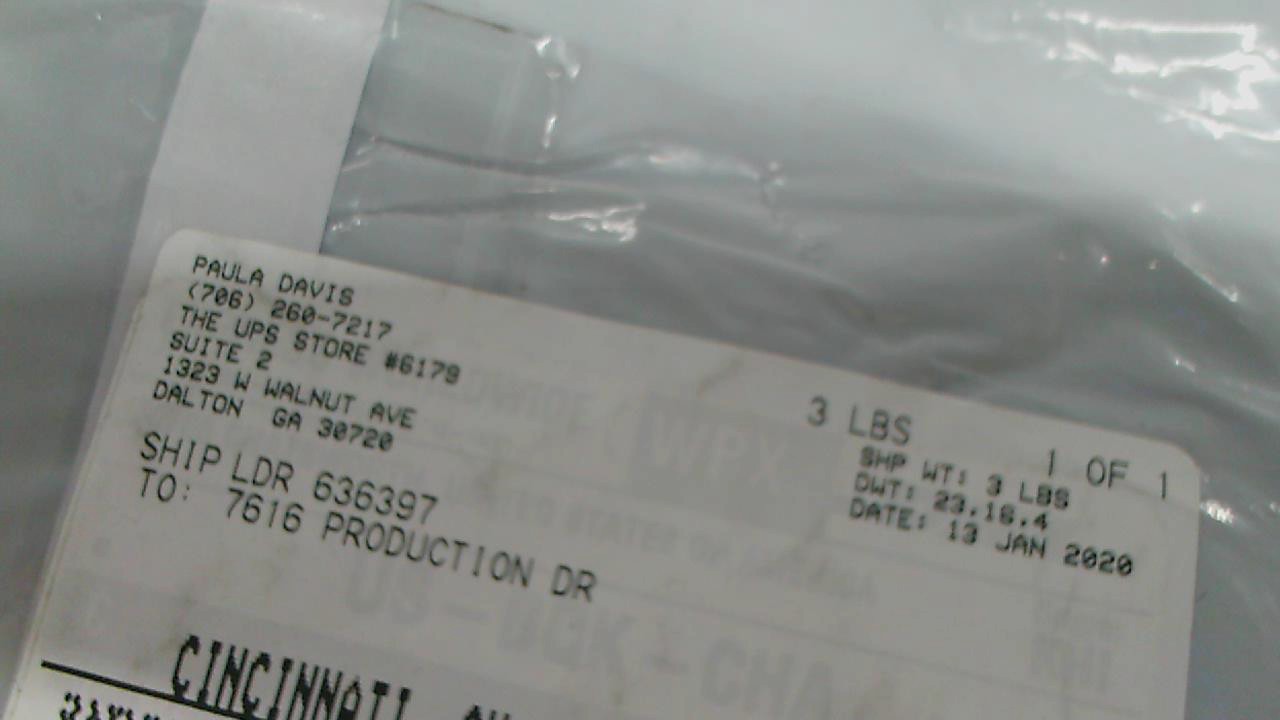 PAULA DAVIS
(706) 260-7217
THE UPS STORE #6179
SUITE 2
1323 W WALNUT AVE
DALTON GA 30720
3 LBS
1 OF 1
SHP WT: 3 LBS
DWT: 23.16.4
DATE: 13 JAN 2020
SHIP LDR 636397
TO: 7616 PRODUCTION DR
CINCINNATI
WPX